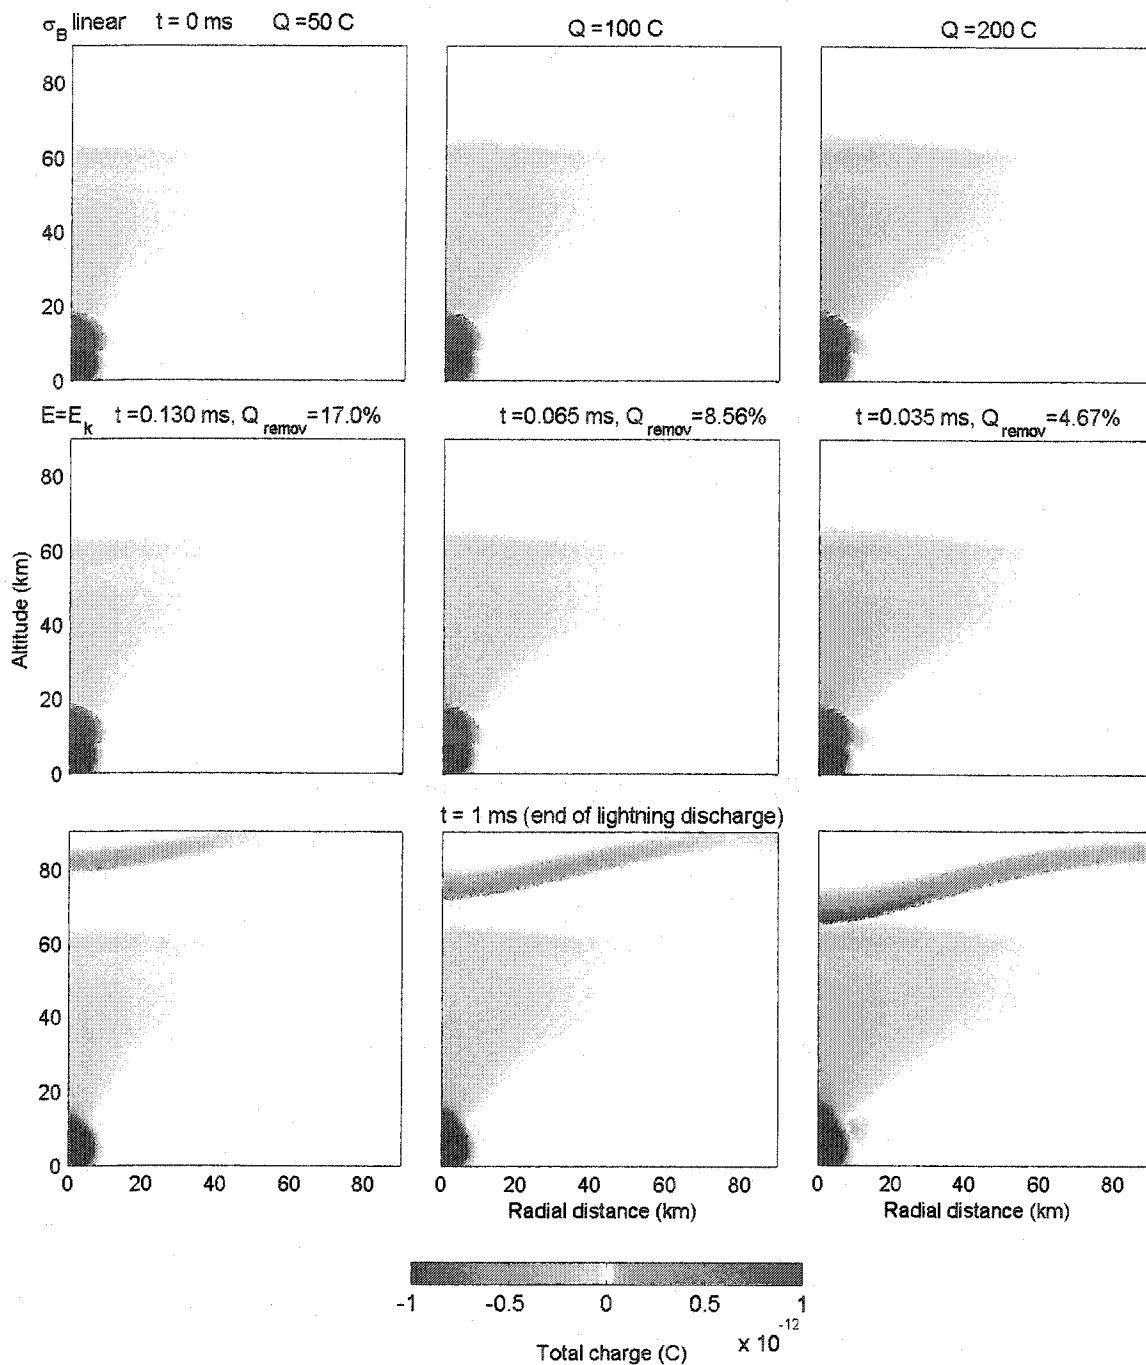 σB linear t = 0 ms Q =50 C
Q =100 C
Q =200 C
80
60
40
20
0
E=Ek t=0.130 ms, Qremov=17.0%
t=0.065 ms, Qremov=8.56%
t=0.035 ms, Qremov=4.67%
80
60
40
20
0
Altitude (km)
t = 1 ms (end of lightning discharge)
80
60
40
20
0
0 20 40 60 80
0 20 40 60 80
0 20 40 60 80
Radial distance (km)
Radial distance (km)
-1 -0.5 0 0.5 1
x 10-12
Total charge (C)